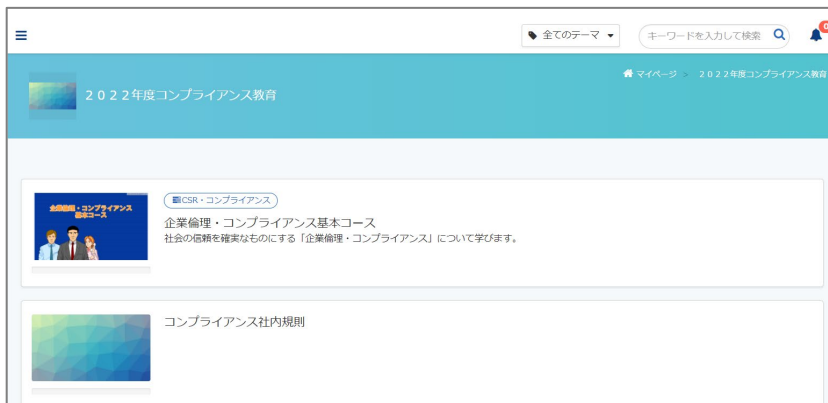 全てのテーマ
キーワードを入力して検索
マイページ > 2022年度コンプライアンス教育
2022年度コンプライアンス教育
CSR・コンプライアンス
企業倫理・コンプライアンス
基本コース
企業倫理・コンプライアンス基本コース
社会の信頼を確実なものにする「企業倫理・コンプライアンス」について学びます。
コンプライアンス社内規則